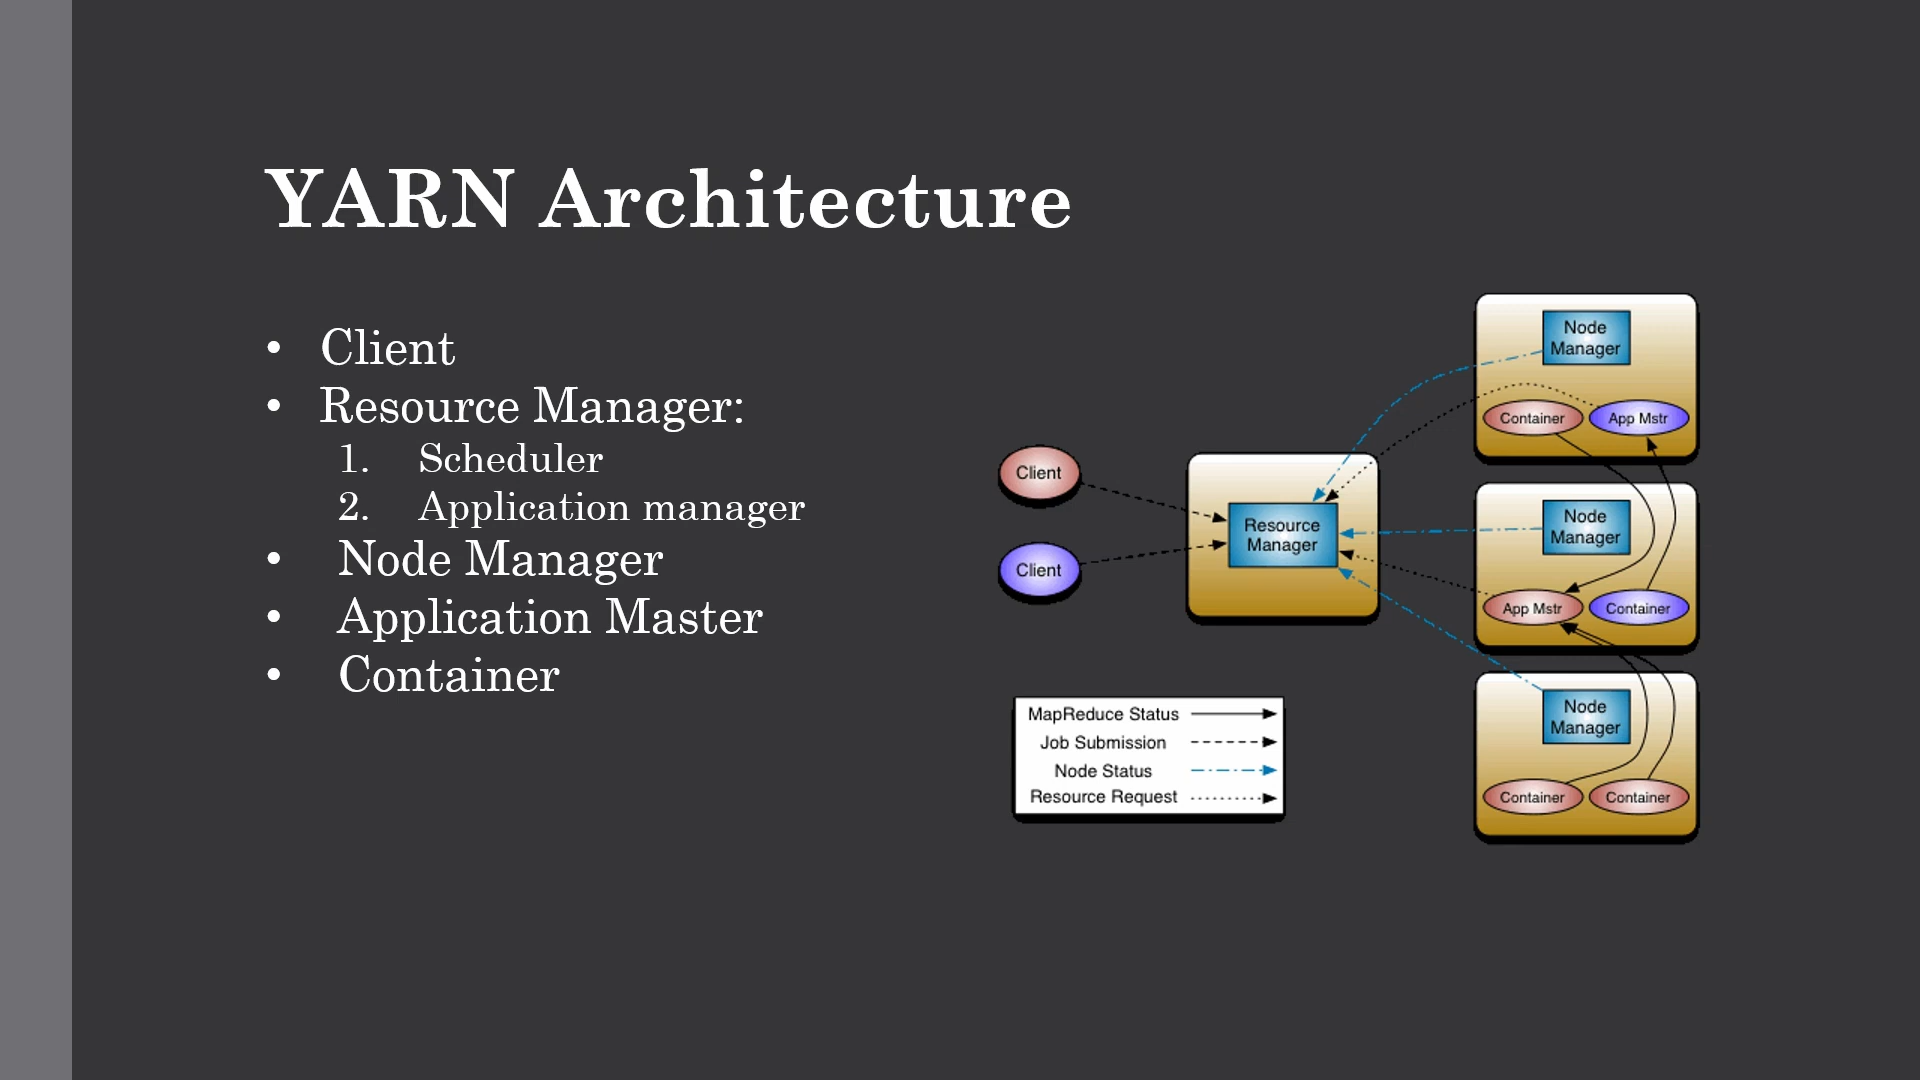 YARN Architecture
• Client
• Resource Manager:
1. Scheduler
2. Application manager
• Node Manager
• Application Master
• Container
Client
Client
Resource
Manager
Node
Manager
Container
App Mstr
Node
Manager
App Mstr
Container
Node
Manager
Container
Container
MapReduce Status
Job Submission
Node Status
Resource Request